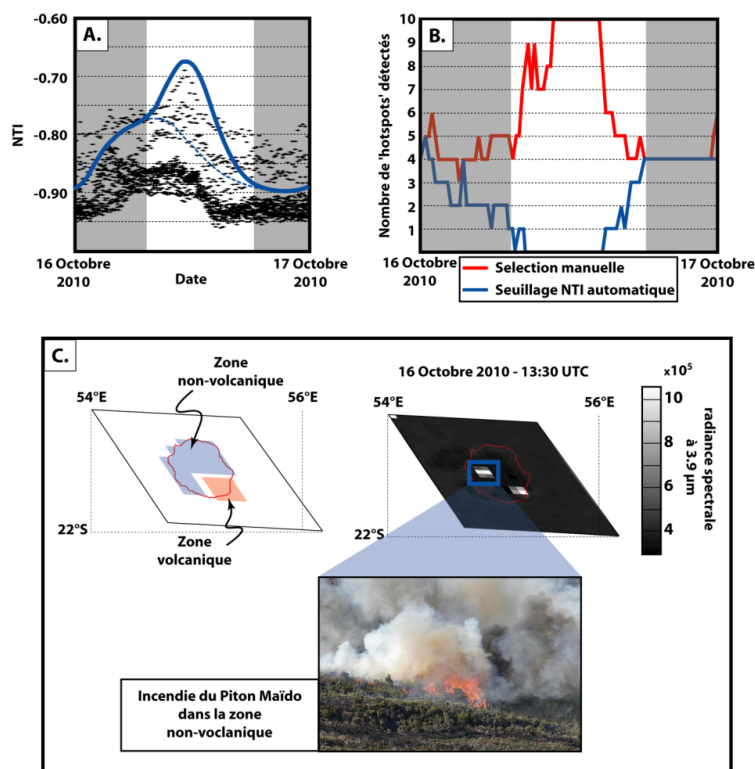 A.
-0.60
-0.70
-0.80
-0.90
NTI
16 Octobre
2010
Date
17 Octobre
2010
B.
10
9
8
7
6
5
4
3
2
1
Nombre de 'hotspots' détectés
16 Octobre
2010
17 Octobre
2010
Selection manuelle
Seuillage NTI automatique
C.
Zone
non-volcanique
54°E
56°E
22°S
Zone
volcanique
16 Octobre 2010 - 13:30 UTC
54°E
56°E
22°S
x10⁵
10
8
6
4
radiance spectrale
à 3.9 µm
Incendie du Piton Maïdo
dans la zone
non-voclanique